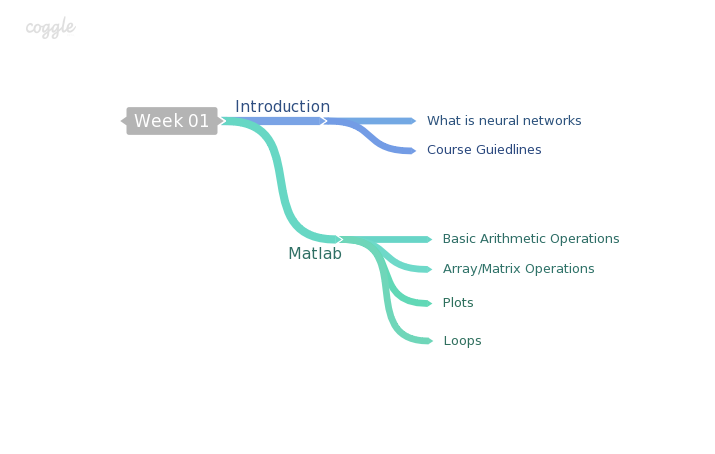 coggle
Introduction
Week 01
What is neural networks
Course Guiedlines
Matlab
Basic Arithmetic Operations
Array/Matrix Operations
Plots
Loops